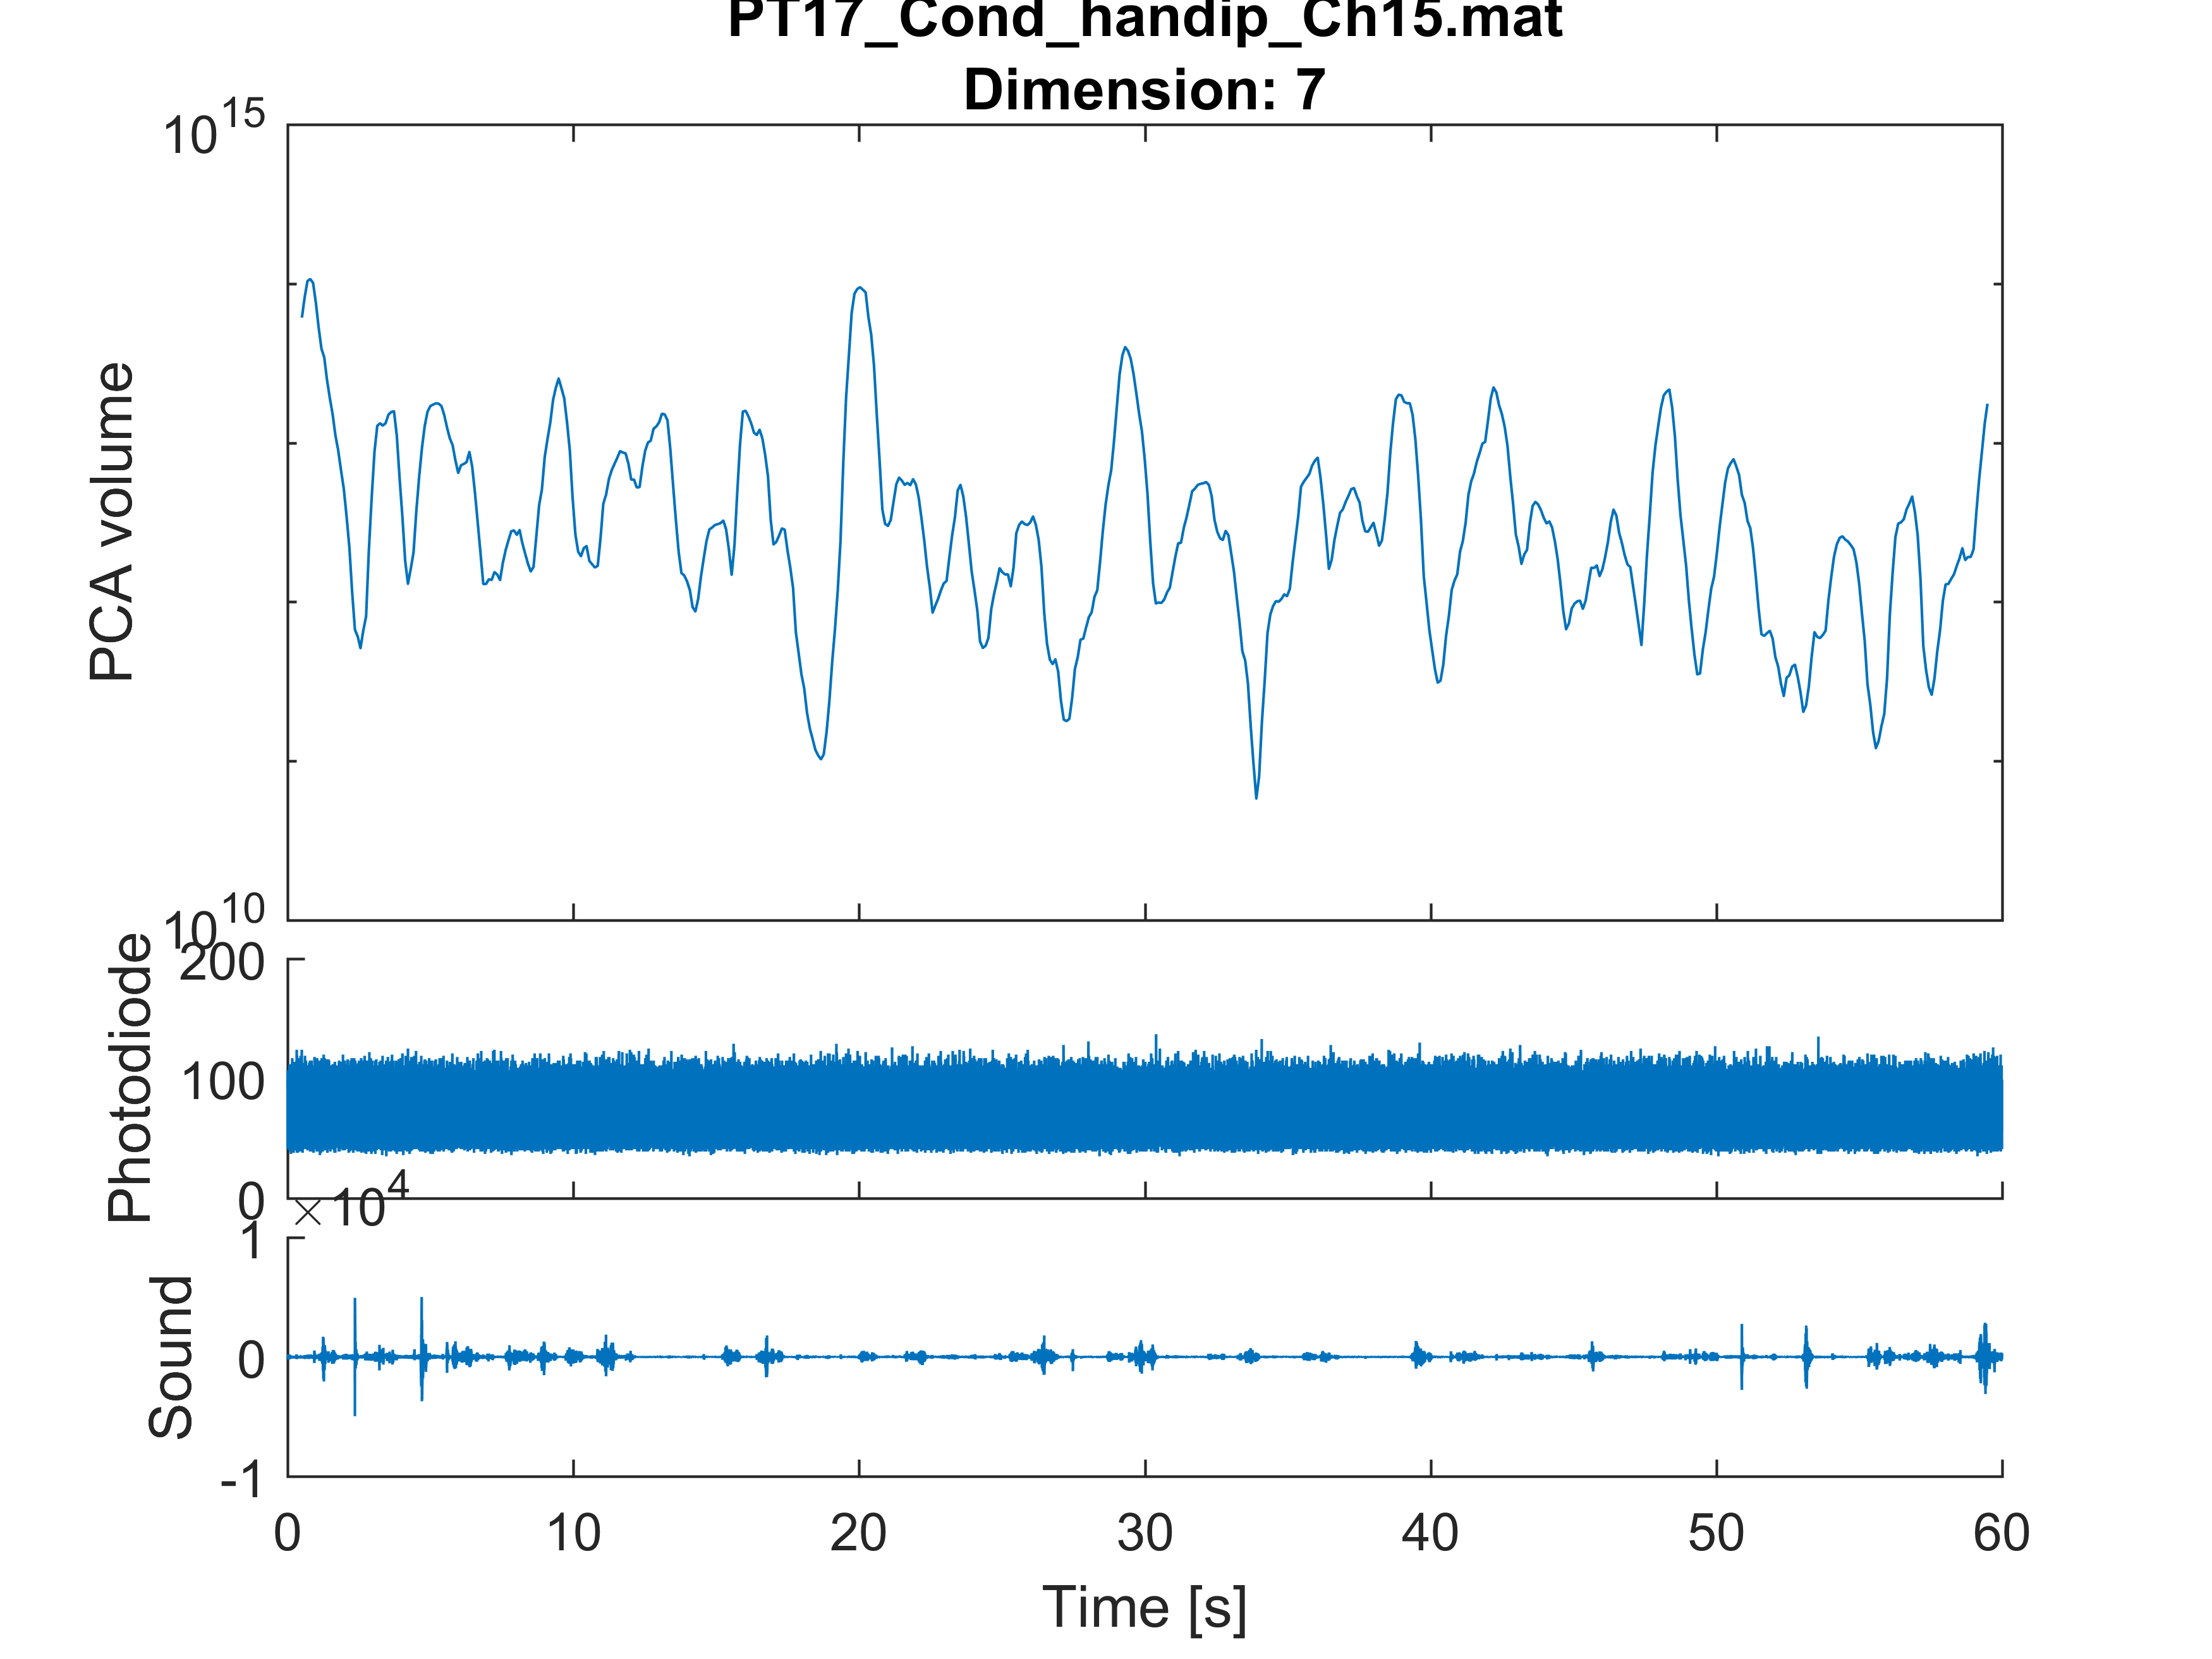 PT17_Cond_handip_Ch15.mat
Dimension: 7
10^15
PCA volume
10^10
200
Photodiode
100
0
×10^4
1
Sound
0
-1
0 10 20 30 40 50 60
Time [s]